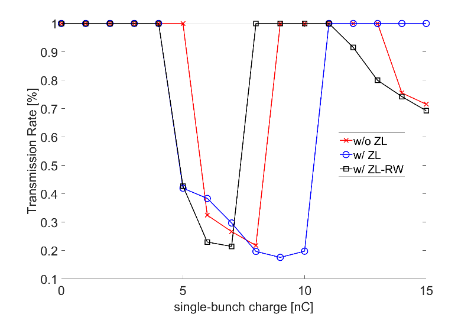 1
0.9
0.8
0.7
0.6
0.5
0.4
0.3
0.2
0.1
Transmission Rate [%]
w/o ZL
w/ ZL
w/ ZL-RW
0 5 10 15
single-bunch charge [nC]